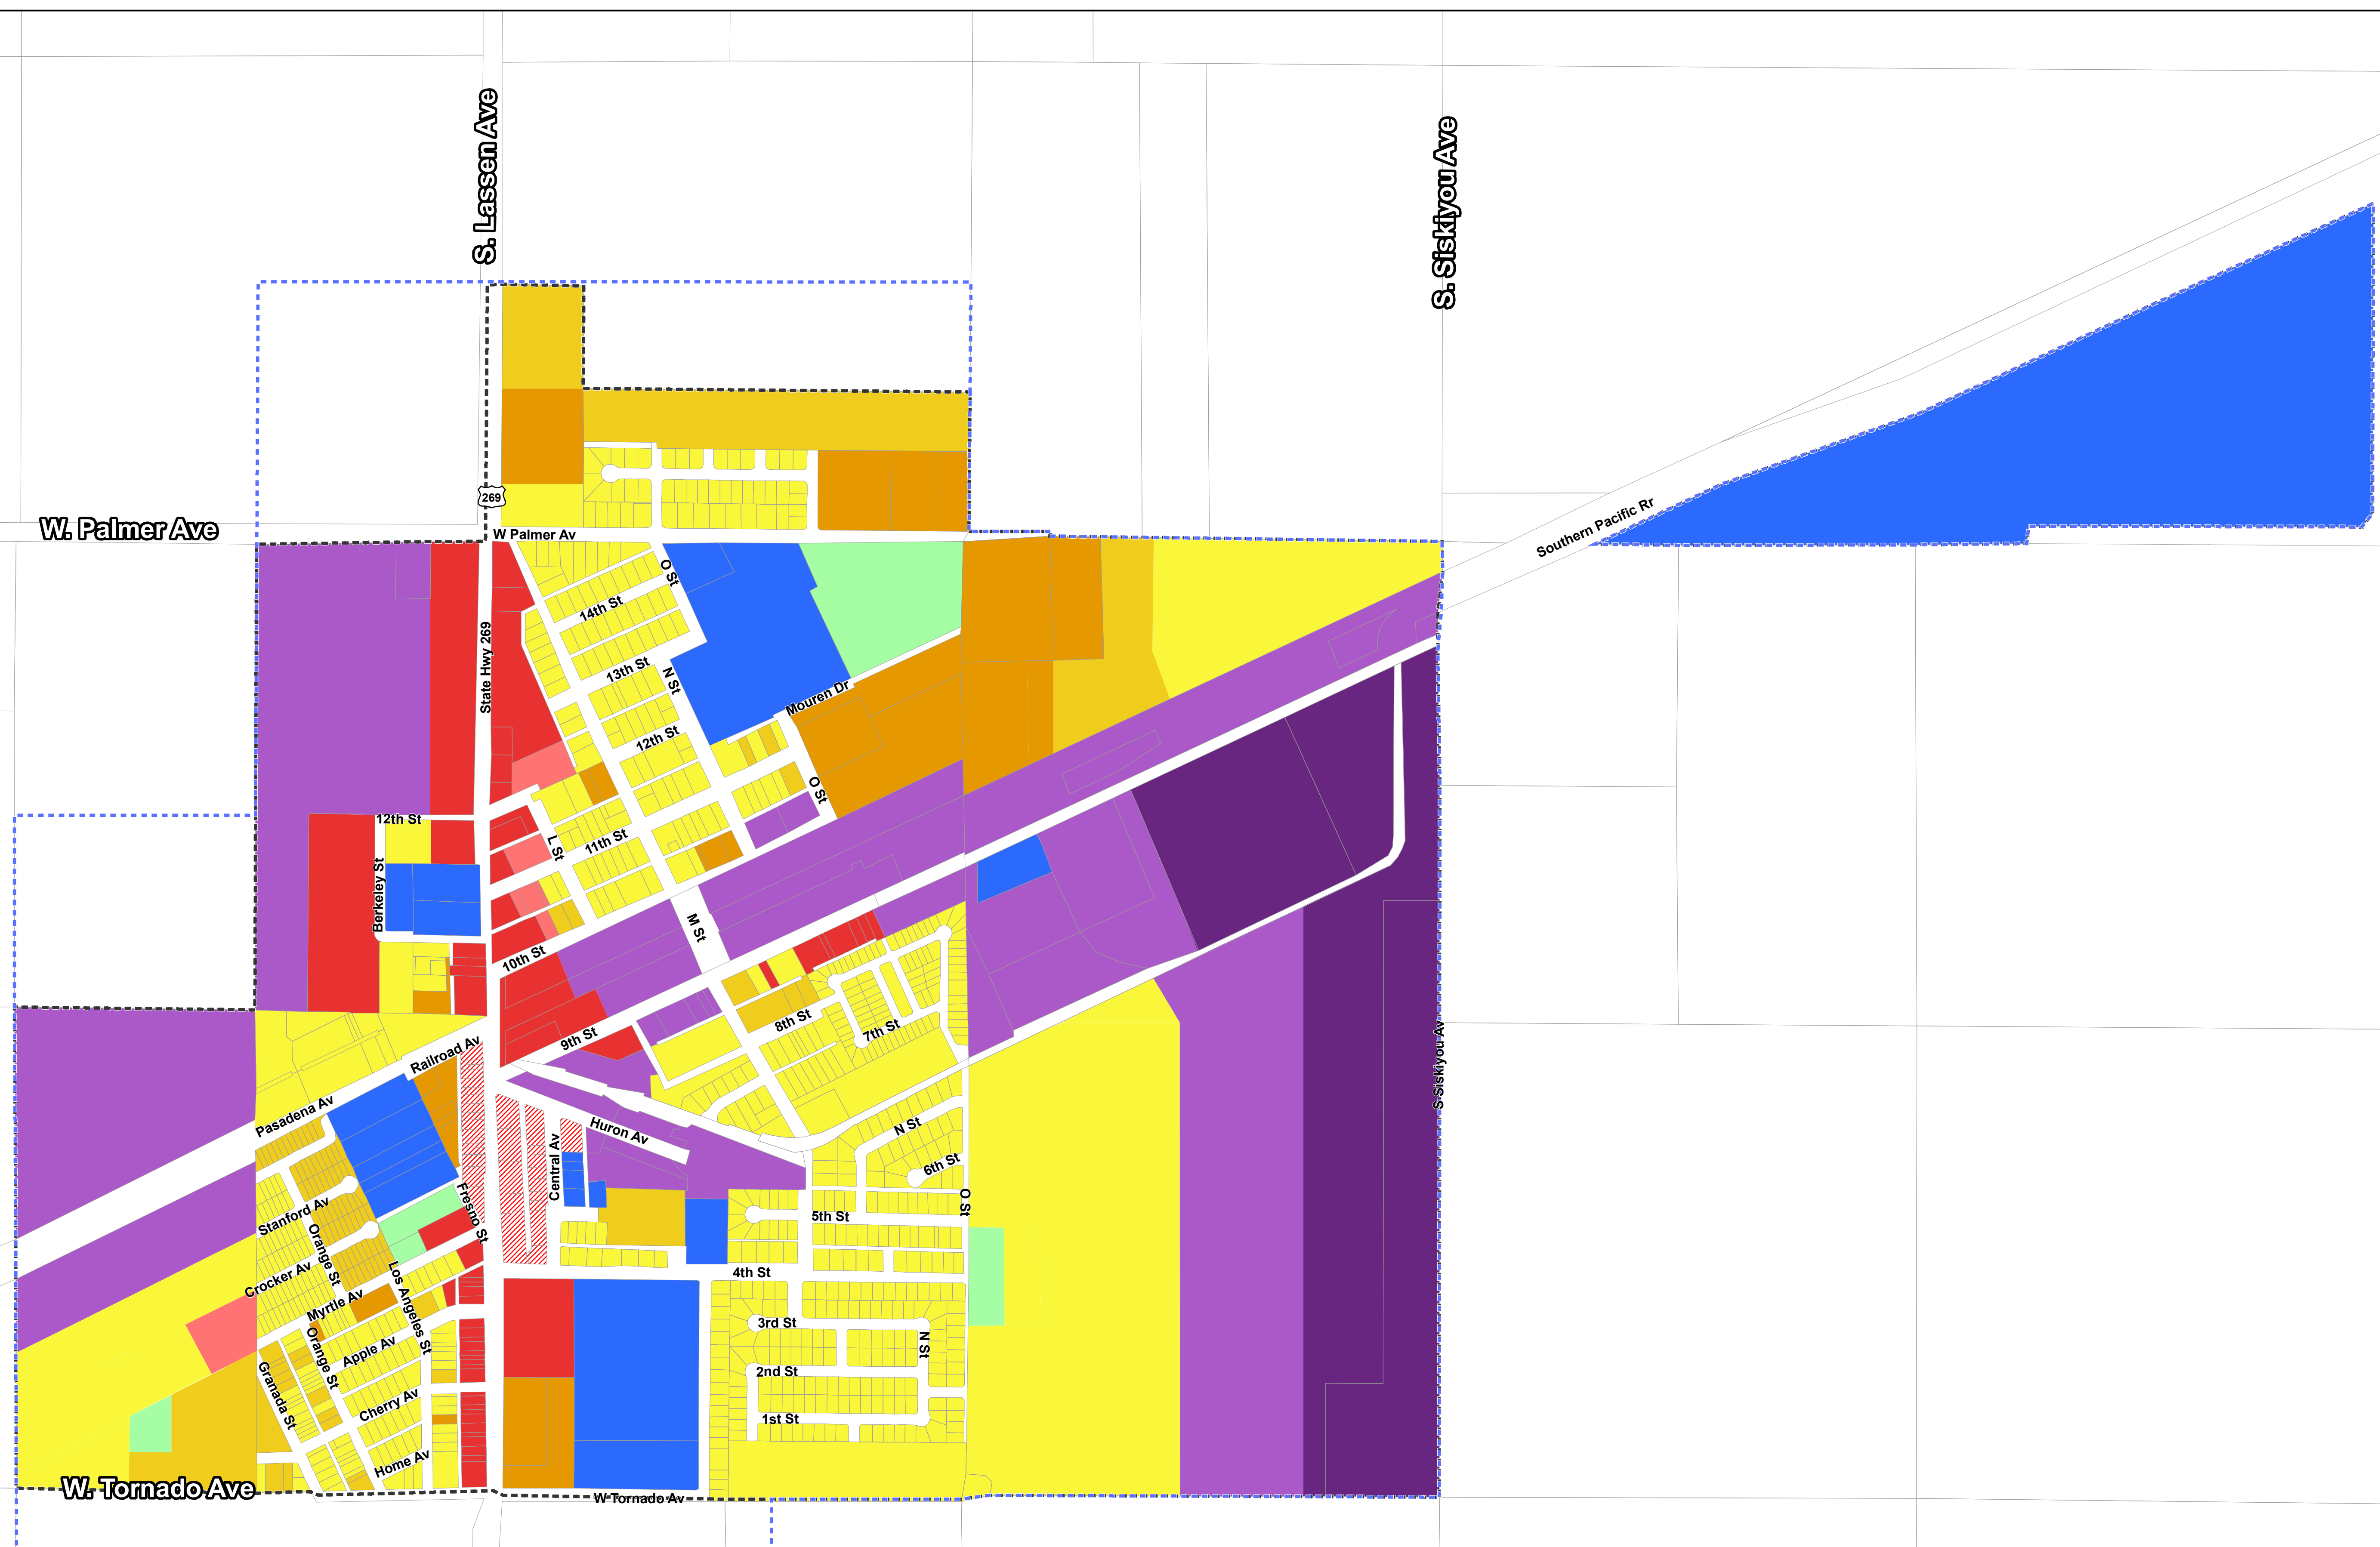 S. Lassen Ave
S. Siskiyou Ave
269
Southern Pacific Rr
W. Palmer Ave
W Palmer Av
O St
14th St
State Hwy 269
13th St
N St
Mouren Dr
12th St
O St
12th St
11th St
L St
Berkeley St
M St
10th St
8th St
7th St
9th St
Railroad Av
S Siskiyou Av
Pasadena Av
Huron Av
N St
Central Av
6th St
Stanford Av
Fresno St
O St
5th St
Orange St
Crocker Av
4th St
Los Angeles St
Myrtle Av
3rd St
N St
Apple Av
Orange St
2nd St
Granada St
Cherry Av
1st St
Home Av
W. Tornado Ave
W Tornado Av